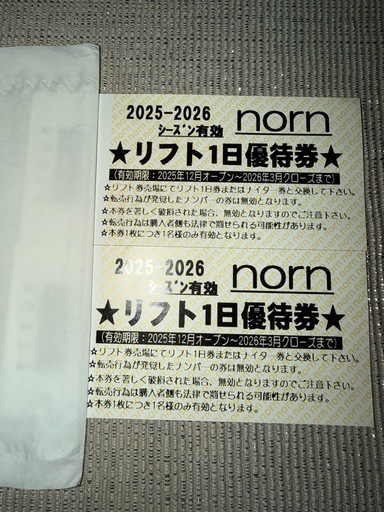 2025-2026 norn
シーズン有効
★リフト1日優待券★
(有効期限：2025年12月オープン～2026年3月クローズまで)
☆リフト券売場にてリフト1日券またはナイター券と交換して下さい。
☆転売行為が発覚したナンバーの券は無効となります。
☆本券を著しく破損された場合、無効となりますのでご注意下さい。
☆転売行為は購入者側も法律で罰せられる可能性があります。
☆本券1枚につき1名様のみ有効となります。
2025-2026 norn
シーズン有効
★リフト1日優待券★
(有効期限：2025年12月オープン～2026年3月クローズまで)
☆リフト券売場にてリフト1日券またはナイター券と交換して下さい。
☆転売行為が発覚したナンバーの券は無効となります。
☆本券を著しく破損された場合、無効となりますのでご注意下さい。
☆転売行為は購入者側も法律で罰せられる可能性があります。
☆本券1枚につき1名様のみ有効となります。